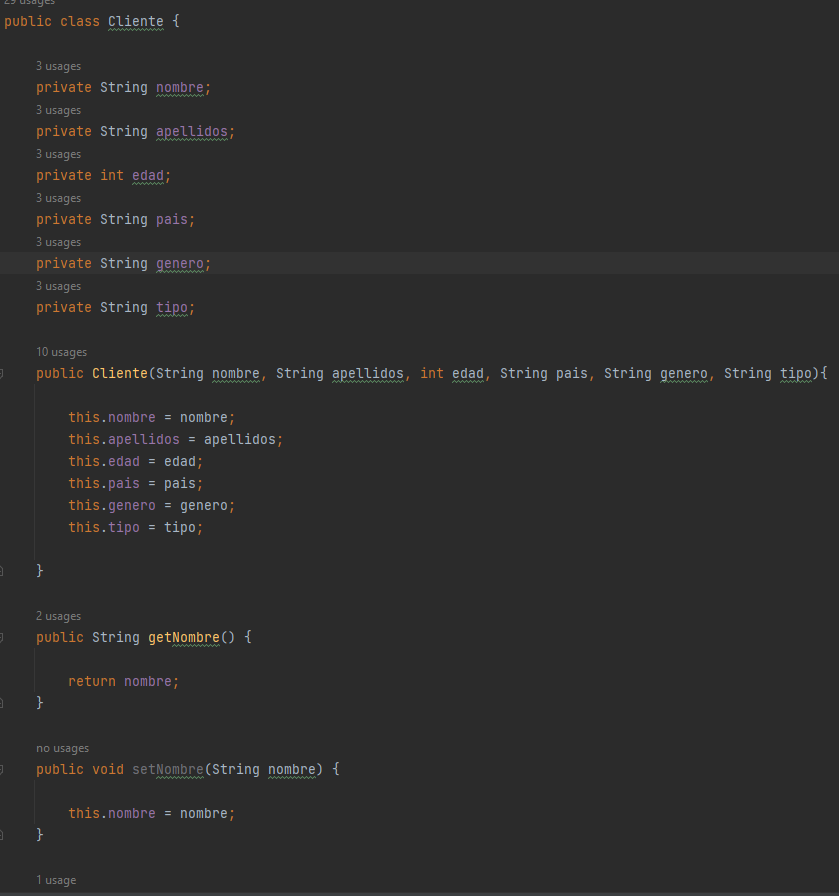 29 usages
public class Cliente {
3 usages
private String nombre;
3 usages
private String apellidos;
3 usages
private int edad;
3 usages
private String pais;
3 usages
private String genero;
3 usages
private String tipo;
10 usages
public Cliente(String nombre, String apellidos, int edad, String pais, String genero, String tipo){
this.nombre = nombre;
this.apellidos = apellidos;
this.edad = edad;
this.pais = pais;
this.genero = genero;
this.tipo = tipo;
}
2 usages
public String getNombre() {
return nombre;
}
no usages
public void setNombre(String nombre) {
this.nombre = nombre;
}
1 usage